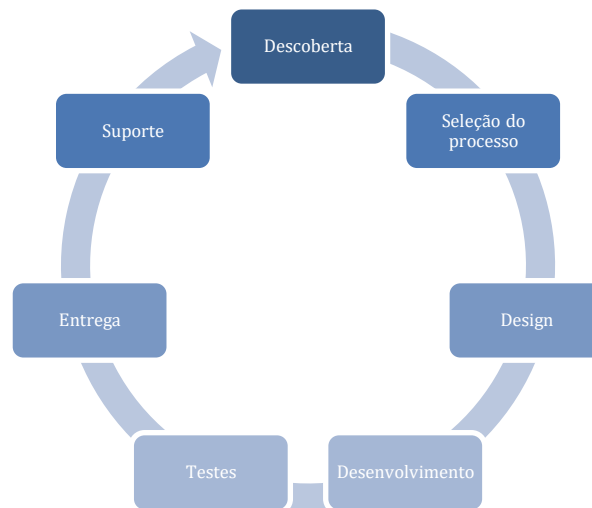 Descoberta
Seleção do
processo
Design
Desenvolvimento
Testes
Entrega
Suporte